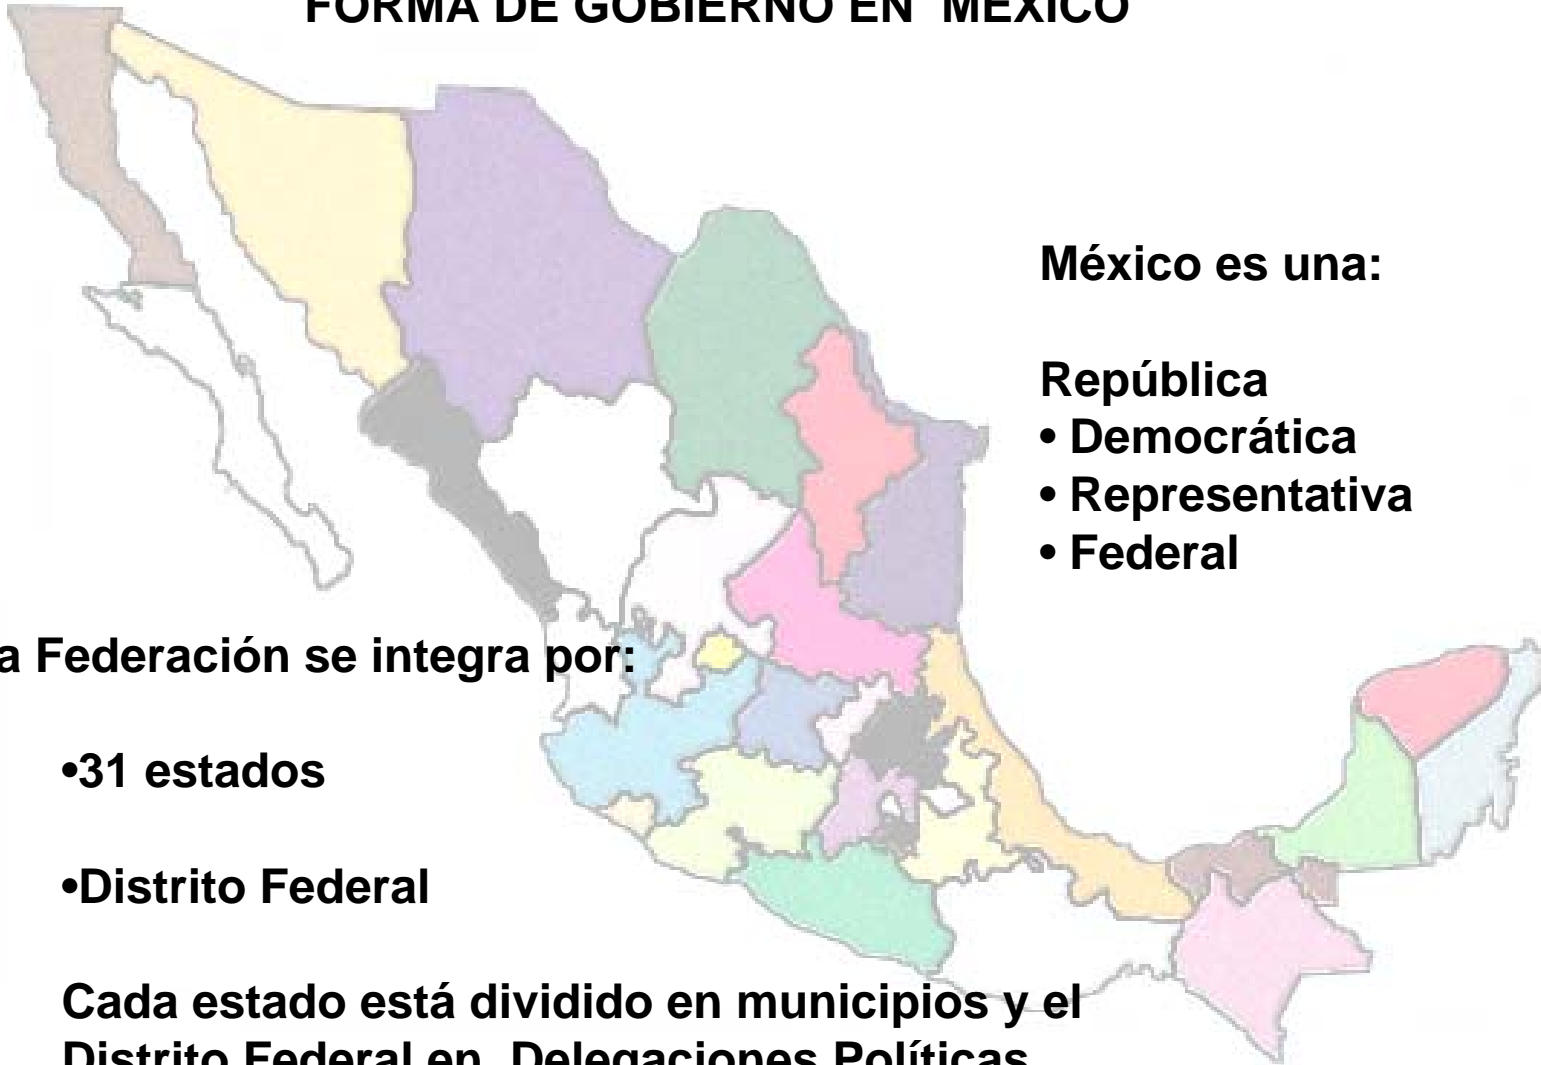 FORMA DE GOBIERNO EN MÉXICO
México es una:
República
• Democrática
• Representativa
• Federal
a Federación se integra por:
•31 estados
•Distrito Federal
Cada estado está dividido en municipios y el
Distrito Federal en Delegaciones Políticas